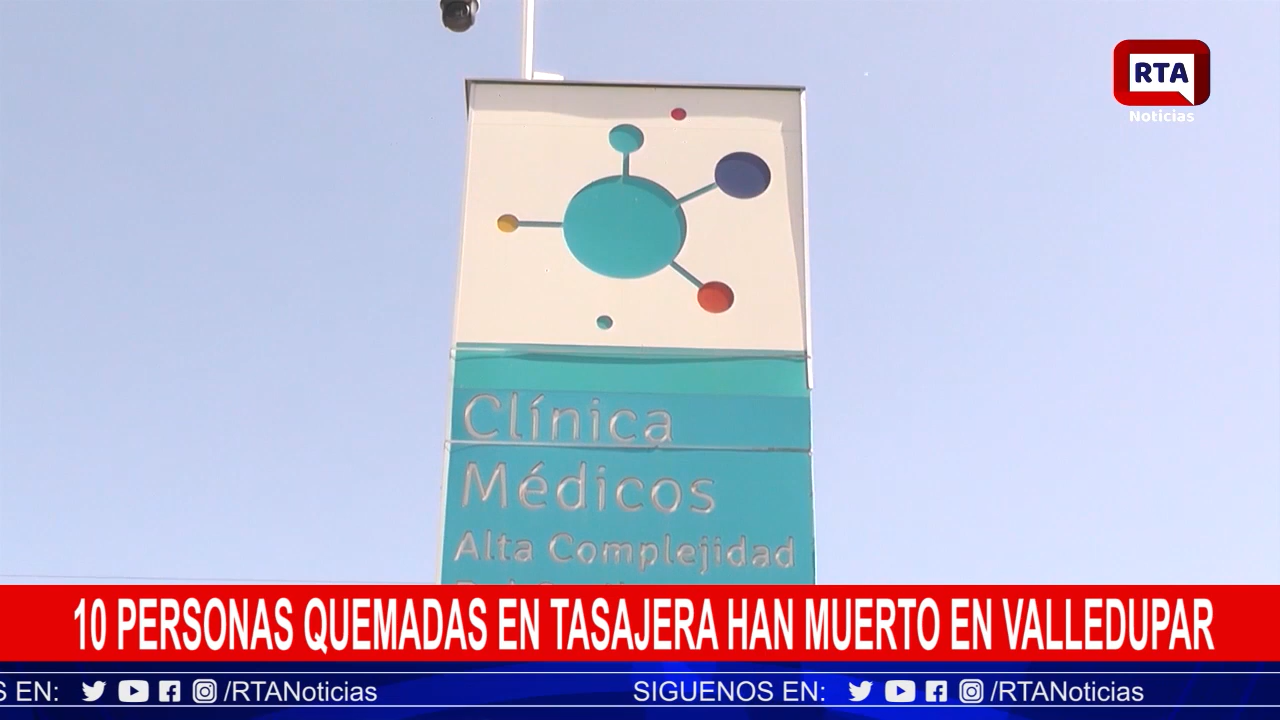 RTA
Noticias
Clínica
Médicos
Alta Complejidad
10 PERSONAS QUEMADAS EN TASAJERA HAN MUERTO EN VALLEDUPAR
S EN: /RTANoticias SIGUENOS EN: /RTANoticias